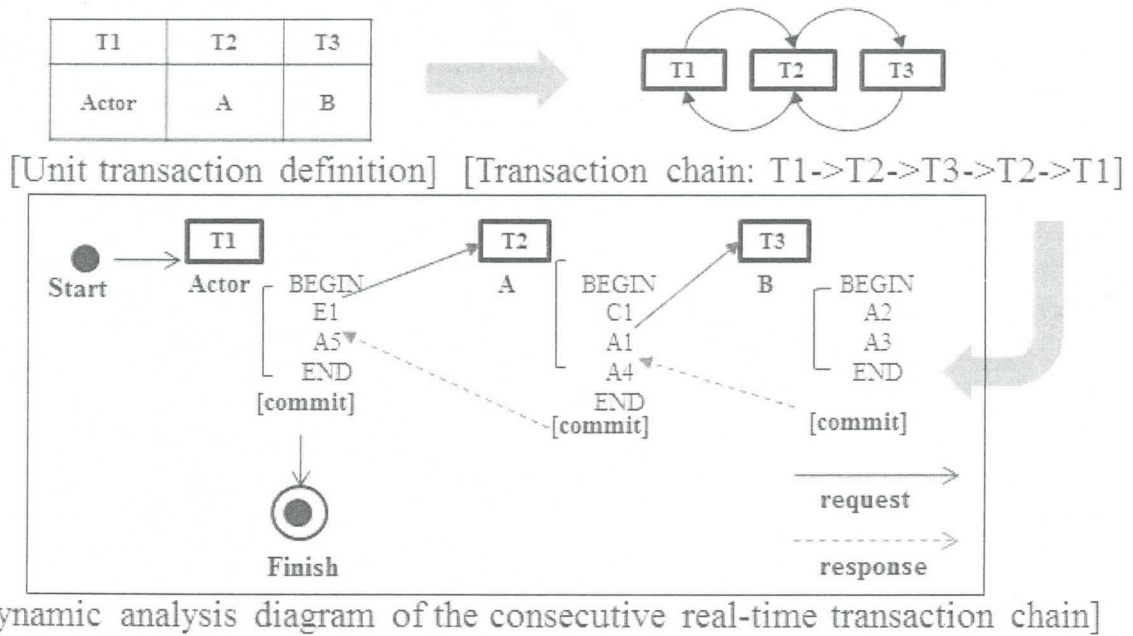 T1 T2 T3
Actor A B
T1 T2 T3
[Unit transaction definition] [Transaction chain: T1->T2->T3->T2->T1]
T1 T2 T3
Start Actor A B
BEGIN
E1
A5
END
[commit]
BEGIN
C1
A1
A4
END
[commit]
BEGIN
A2
A3
END
[commit]
request
response
Finish
ynamic analysis diagram of the consecutive real-time transaction chain]